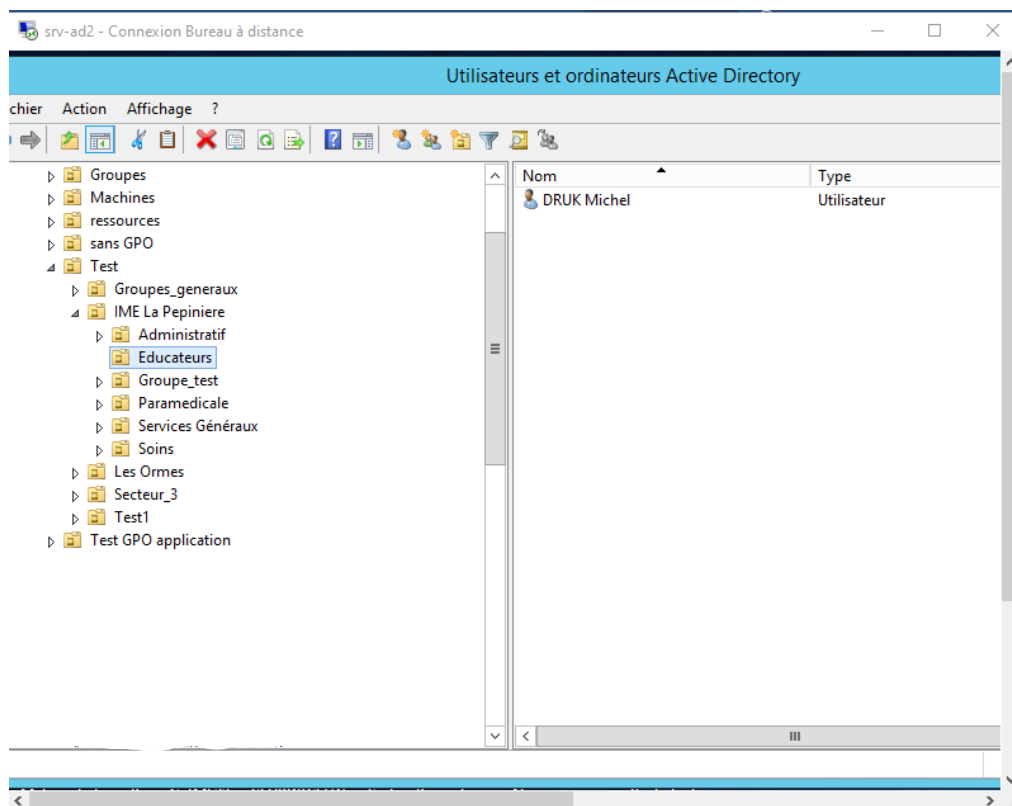 srv-ad2 - Connexion Bureau à distance
Utilisateurs et ordinateurs Active Directory
chier Action Affichage ?
Nom Type
DRUK Michel Utilisateur
Groupes
Machines
ressources
sans GPO
Test
Groupes_generaux
IME La Pepiniere
Administratif
Educateurs
Groupe_test
Paramedicale
Services Généraux
Soins
Les Ormes
Secteur_3
Test1
Test GPO application